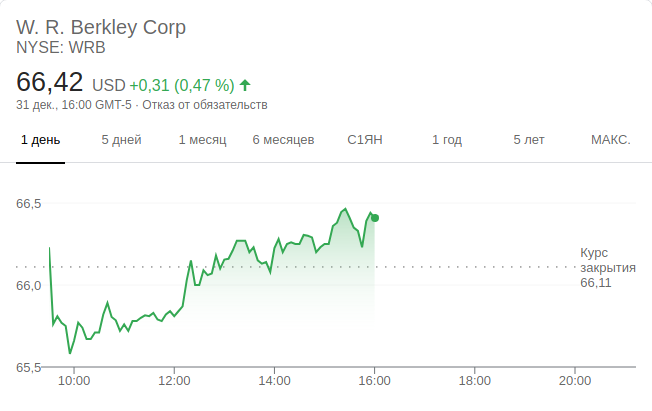 W. R. Berkley Corp
NYSE: WRB
66,42 USD +0,31 (0,47 %)
31 дек., 16:00 GMT-5 · Отказ от обязательств
1 день 5 дней 1 месяц 6 месяцев С1ЯН 1 год 5 лет МАКС.
66,5
Курс
закрытия
66,11
66,0
65,5
10:00 12:00 14:00 16:00 18:00 20:00